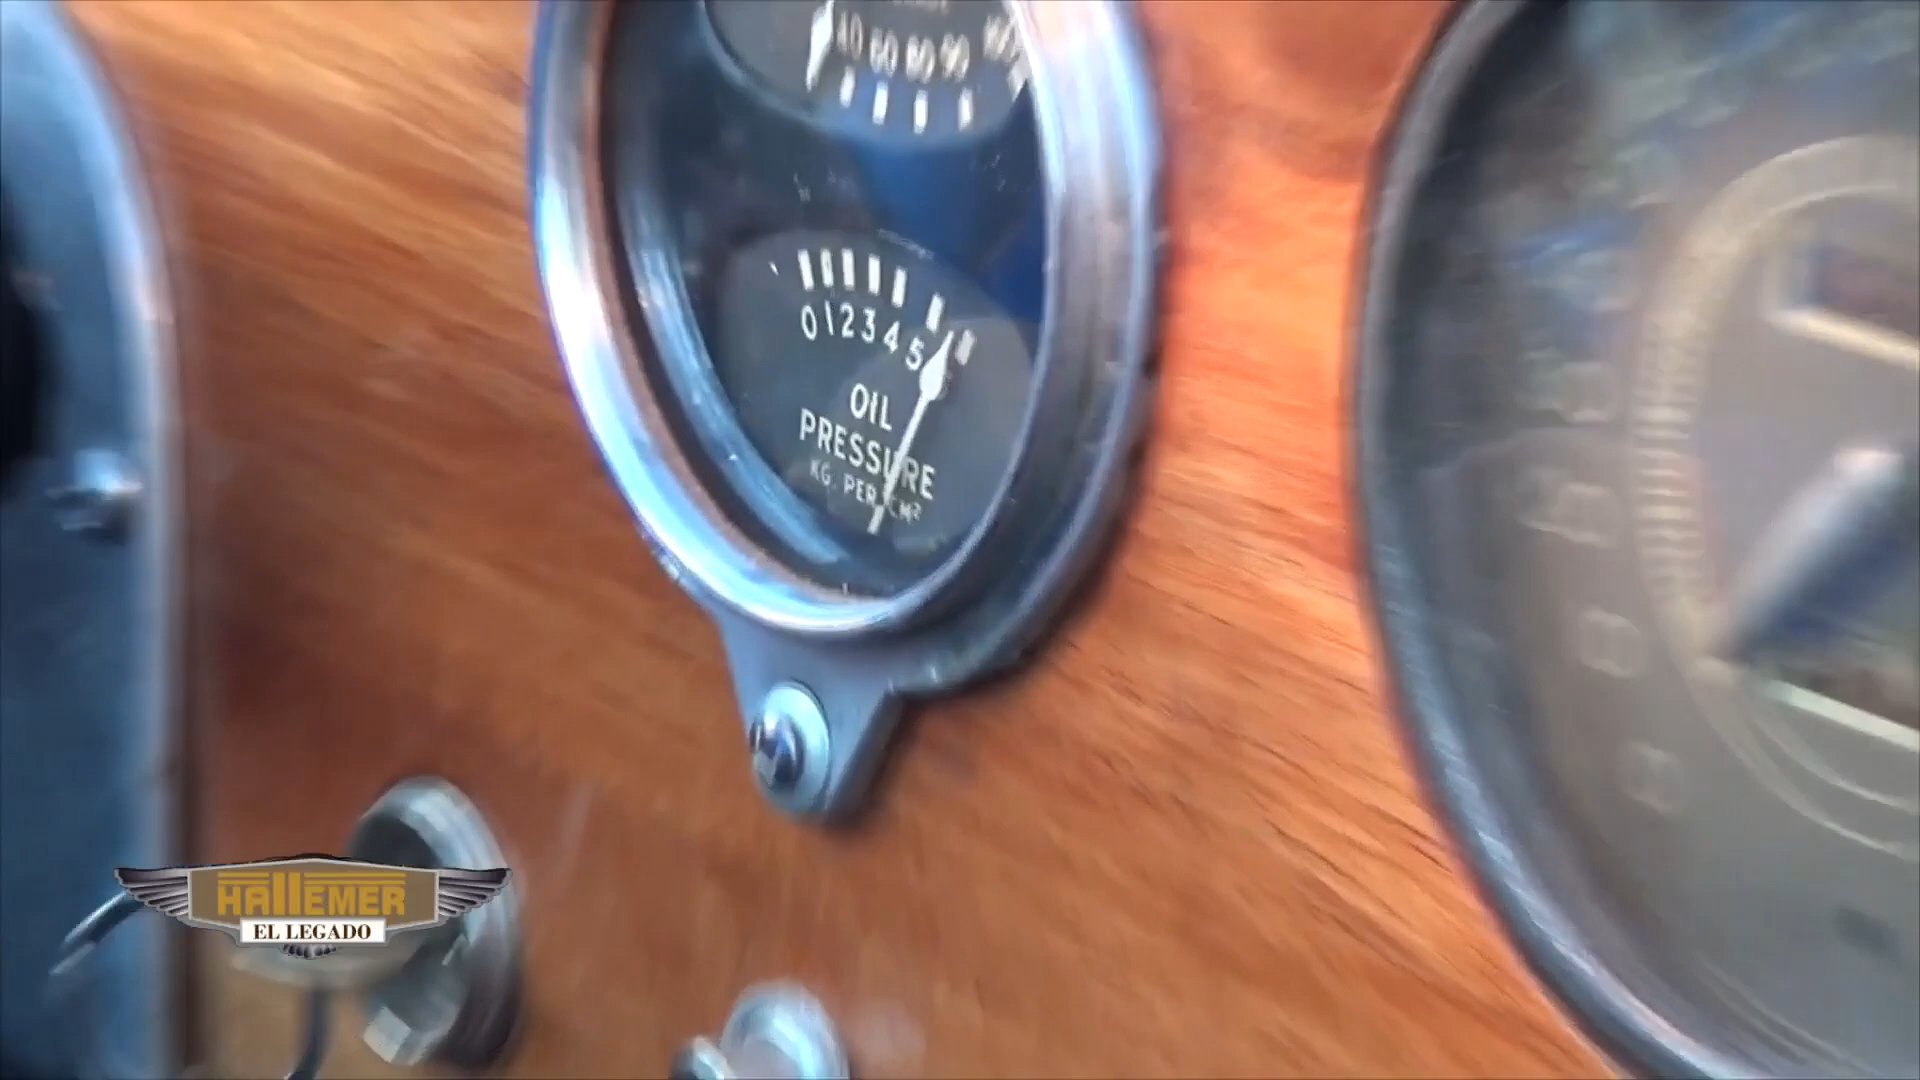 40 60 80 90 100
0 1 2 3 4 5
OIL
PRESSURE
KG. PER CM²
HALLEMER
EL LEGADO